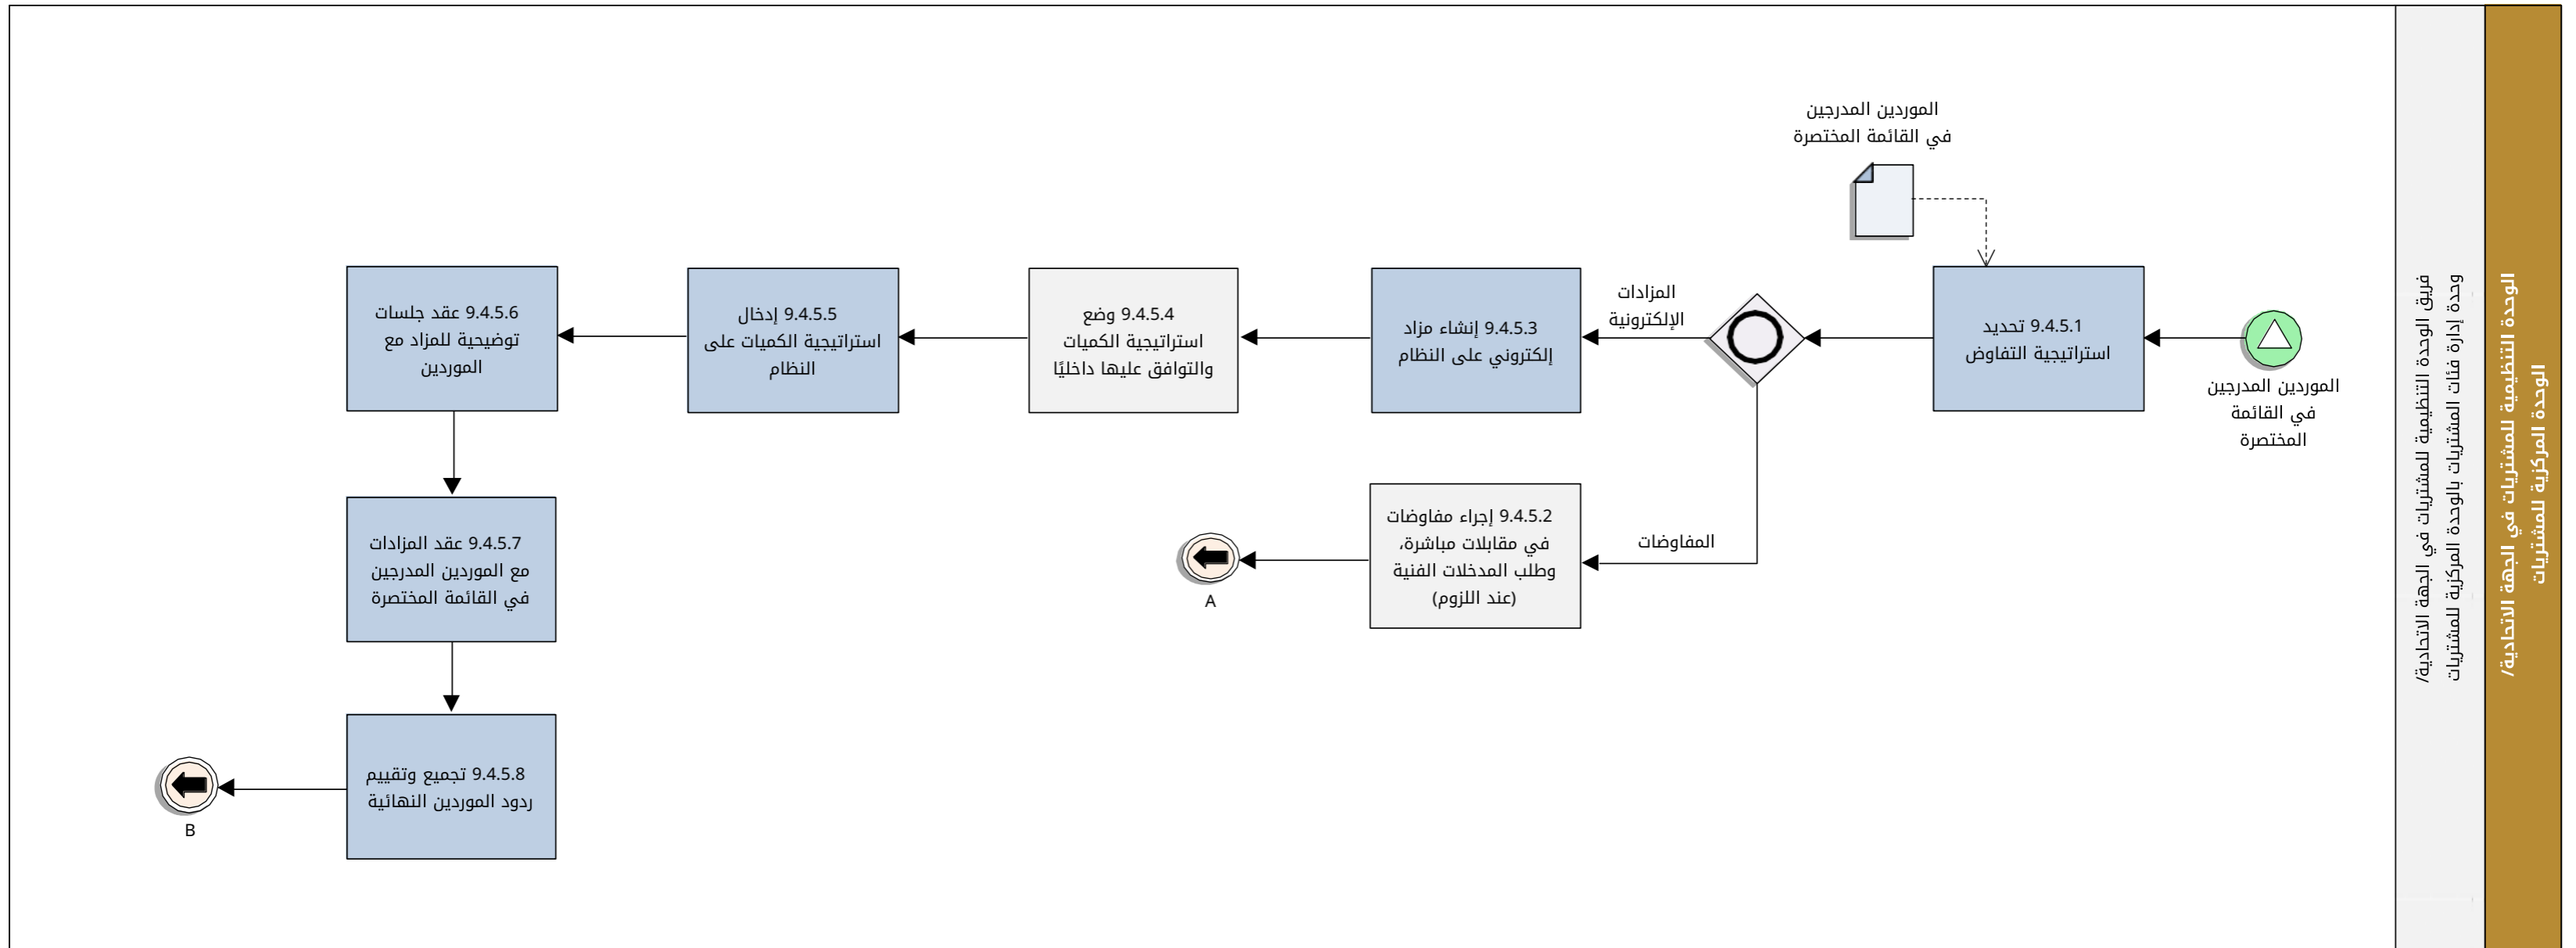 الوحدة التنظيمية للمشتريات في الجهة الاتحادية/
الوحدة المركزية للمشتريات
فريق الوحدة التنظيمية للمشتريات في الجهة الاتحادية/
وحدة إدارة فئات المشتريات بالوحدة المركزية للمشتريات
الموردين المدرجين
في القائمة
المختصرة
الموردين المدرجين
في القائمة المختصرة
9.4.5.1 تحديد
استراتيجية التفاوض
المزادات
الإلكترونية
9.4.5.3 إنشاء مزاد
إلكتروني على النظام
9.4.5.4 وضع
استراتيجية الكميات
والتوافق عليها داخليًا
9.4.5.5 إدخال
استراتيجية الكميات على
النظام
9.4.5.6 عقد جلسات
توضيحية للمزاد مع
الموردين
المفاوضات
9.4.5.2 إجراء مفاوضات
في مقابلات مباشرة،
وطلب المدخلات الفنية
(عند اللزوم)
A
9.4.5.7 عقد المزادات
مع الموردين المدرجين
في القائمة المختصرة
9.4.5.8 تجميع وتقييم
ردود الموردين النهائية
B